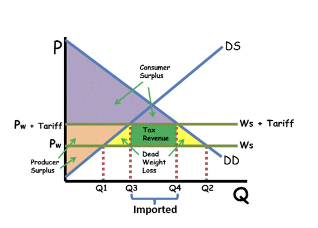 P
DS
Consumer
Surplus
Pw + Tariff
Ws + Tariff
Tax
Revenue
Pw
Ws
Producer
Surplus
Dead
Weight
Loss
DD
Q1
Q3
Q4
Q2
Q
Imported